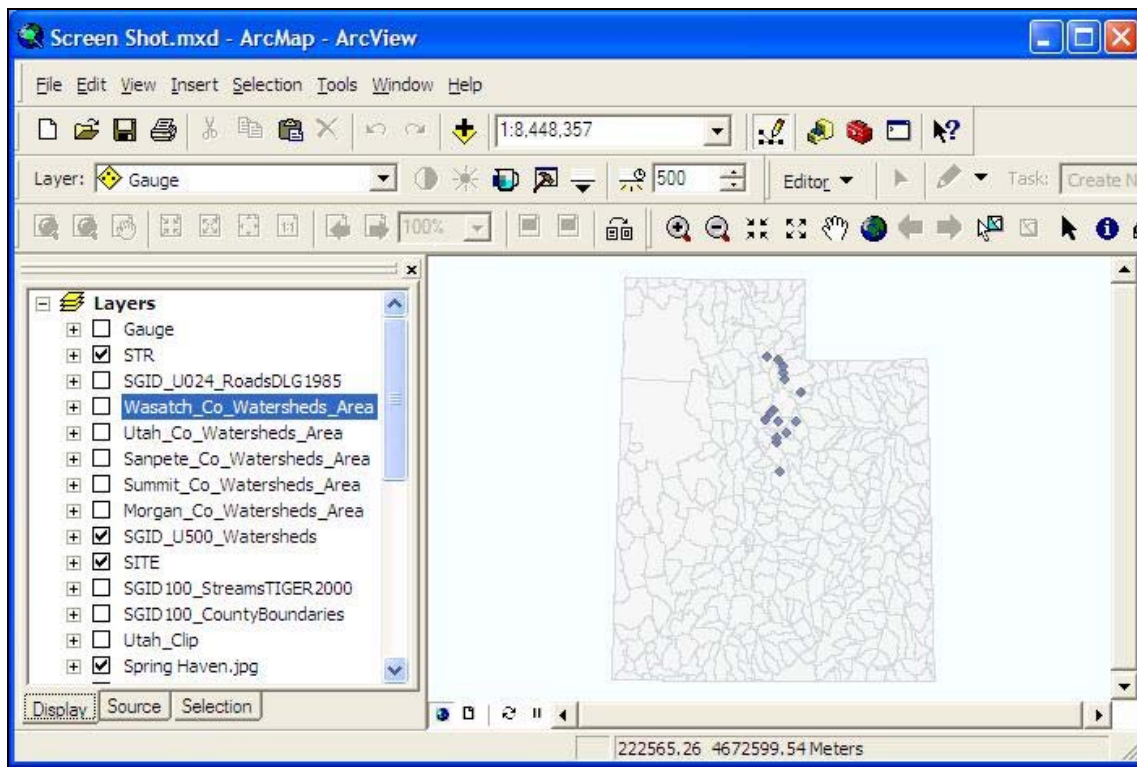 Screen Shot.mxd - ArcMap - ArcView
File Edit View Insert Selection Tools Window Help
1:8,448,357
Layer: Gauge 500 Editor Task: Create N
1:1 100%
Layers
Gauge
STR
SGID_U024_RoadsDLG1985
Wasatch_Co_Watersheds_Area
Utah_Co_Watersheds_Area
Sanpete_Co_Watersheds_Area
Summit_Co_Watersheds_Area
Morgan_Co_Watersheds_Area
SGID_U500_Watersheds
SITE
SGID100_StreamsTIGER2000
SGID100_CountyBoundaries
Utah_Clip
Spring Haven.jpg
Display Source Selection
222565.26 4672599.54 Meters